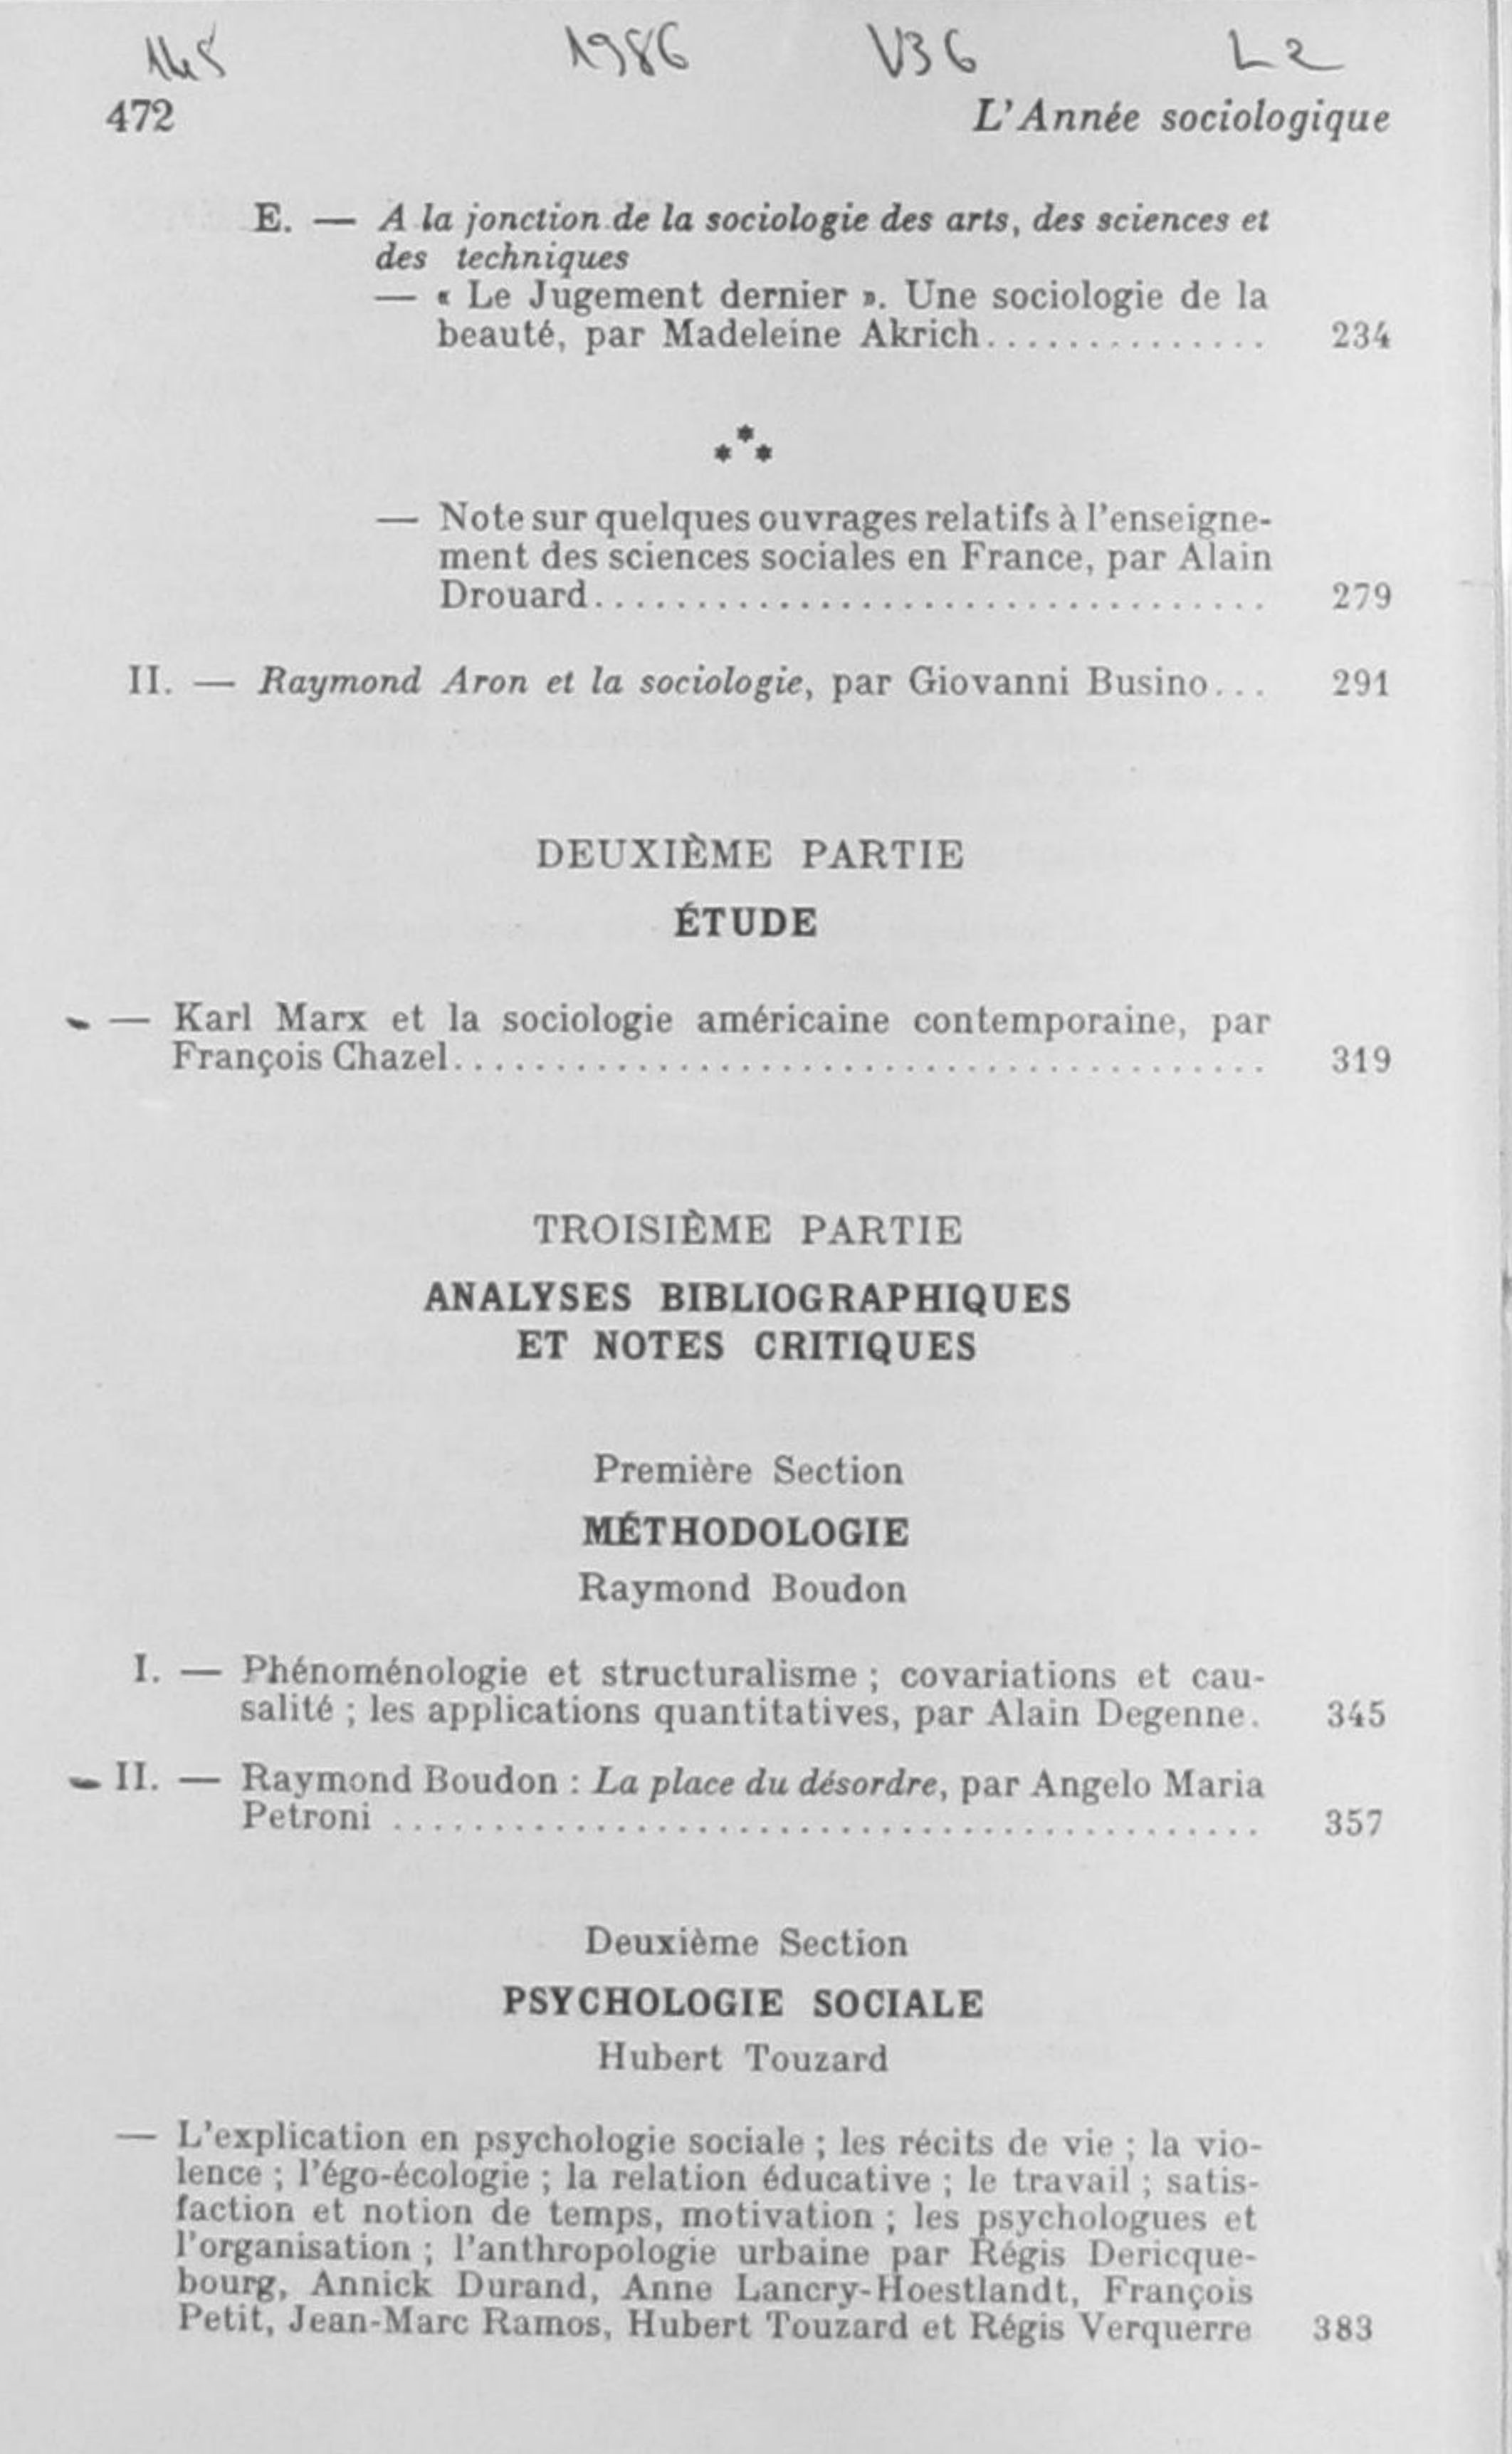 1986 V36 L2
472 L'Année sociologique
E. — A la jonction de la sociologie des arts, des sciences et
des techniques
— « Le Jugement dernier ». Une sociologie de la
beauté, par Madeleine Akrich.............. 234
***
— Note sur quelques ouvrages relatifs à l'enseigne-
ment des sciences sociales en France, par Alain
Drouard................................. 279
II. — Raymond Aron et la sociologie, par Giovanni Busino... 291
DEUXIÈME PARTIE
ÉTUDE
— Karl Marx et la sociologie américaine contemporaine, par
François Chazel........................................ 319
TROISIÈME PARTIE
ANALYSES BIBLIOGRAPHIQUES
ET NOTES CRITIQUES
Première Section
MÉTHODOLOGIE
Raymond Boudon
I. — Phénoménologie et structuralisme ; covariations et cau-
salité ; les applications quantitatives, par Alain Degenne. 345
II. — Raymond Boudon : La place du désordre, par Angelo Maria
Petroni .......................................... 357
Deuxième Section
PSYCHOLOGIE SOCIALE
Hubert Touzard
— L'explication en psychologie sociale ; les récits de vie ; la vio-
lence ; l'égo-écologie ; la relation éducative ; le travail ; satis-
faction et notion de temps, motivation ; les psychologues et
l'organisation ; l'anthropologie urbaine par Régis Dericque-
bourg, Annick Durand, Anne Lancry-Hoestlandt, François
Petit, Jean-Marc Ramos, Hubert Touzard et Régis Verquerre 383